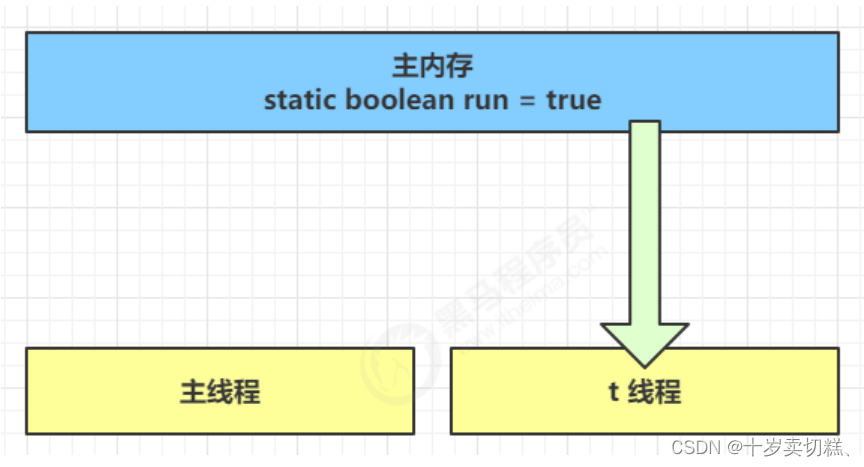 主内存
static boolean run = true
黑马程序员
www.itheima.com
主线程
t 线程
CSDN @十岁卖切糕、